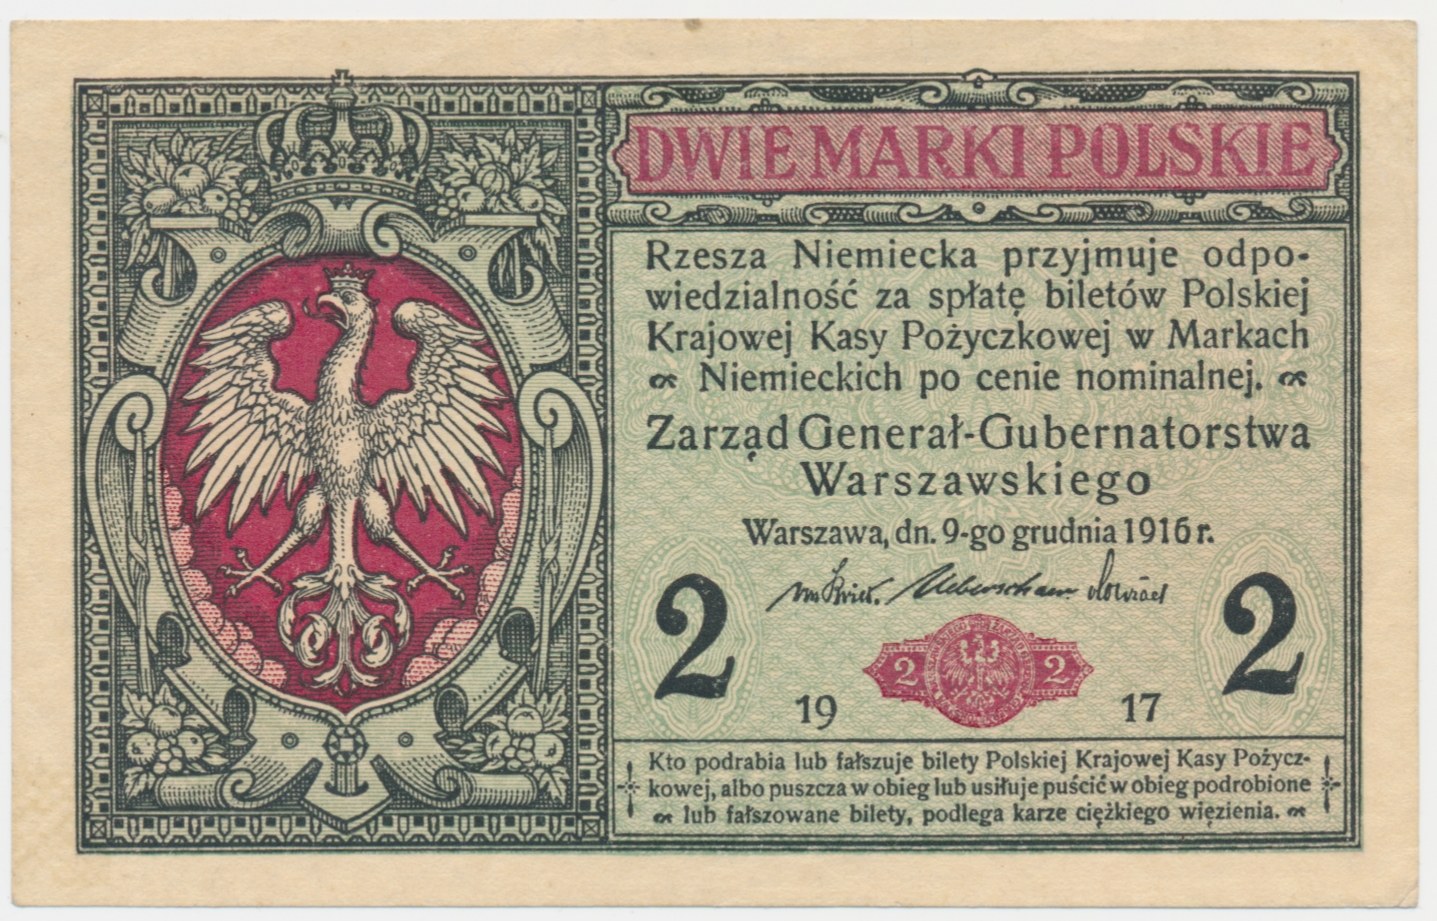 DWIE MARKI POLSKIE
Rzesza Niemiecka przyjmuje odpo-
wiedzialność za spłatę biletów Polskiej
Krajowej Kasy Pożyczkowej w Markach
Niemieckich po cenie nominalnej.
Zarząd Generał-Gubernatorstwa
Warszawskiego
Warszawa, dn. 9-go grudnia 1916 r.
2 2
2 2
19 17
Kto podrabia lub fałszuje bilety Polskiej Krajowej Kasy Pożycz-
kowej, albo puszcza w obieg lub usiłuje puścić w obieg podrobione
lub fałszowane bilety, podlega karze ciężkiego więzienia.